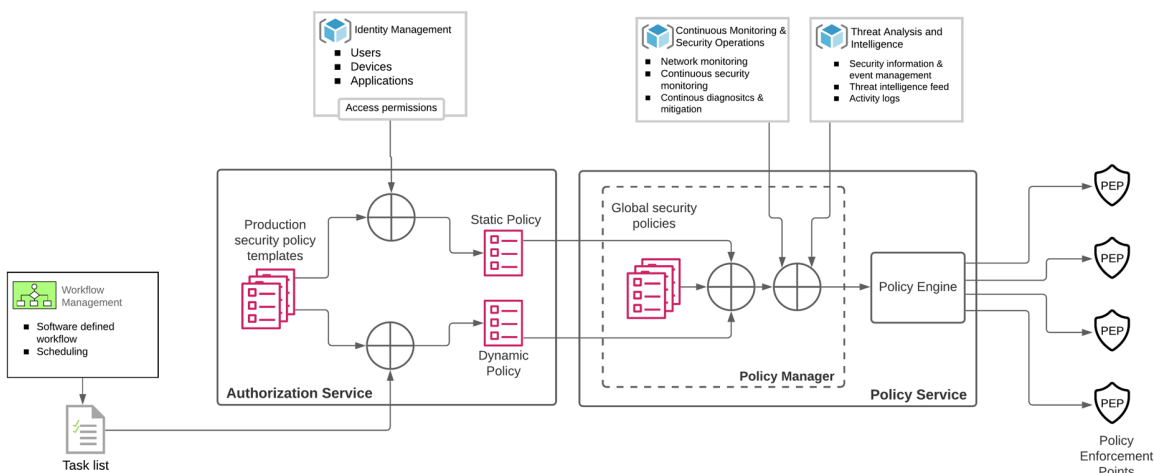 Identity Management
Users
Devices
Applications
Access permissions
Continuous Monitoring &
Security Operations
Network monitoring
Continuous security
monitoring
Continous diagnositcs &
mitigation
Threat Analysis and
Intelligence
Security information &
event management
Threat intelligence feed
Activity logs
Workflow
Management
Software defined
workflow
Scheduling
Task list
Production
security policy
templates
Static Policy
Dynamic
Policy
Authorization Service
Global security
policies
Policy Manager
Policy Engine
Policy Service
PEP
PEP
PEP
PEP
Policy
Enforcement
Points